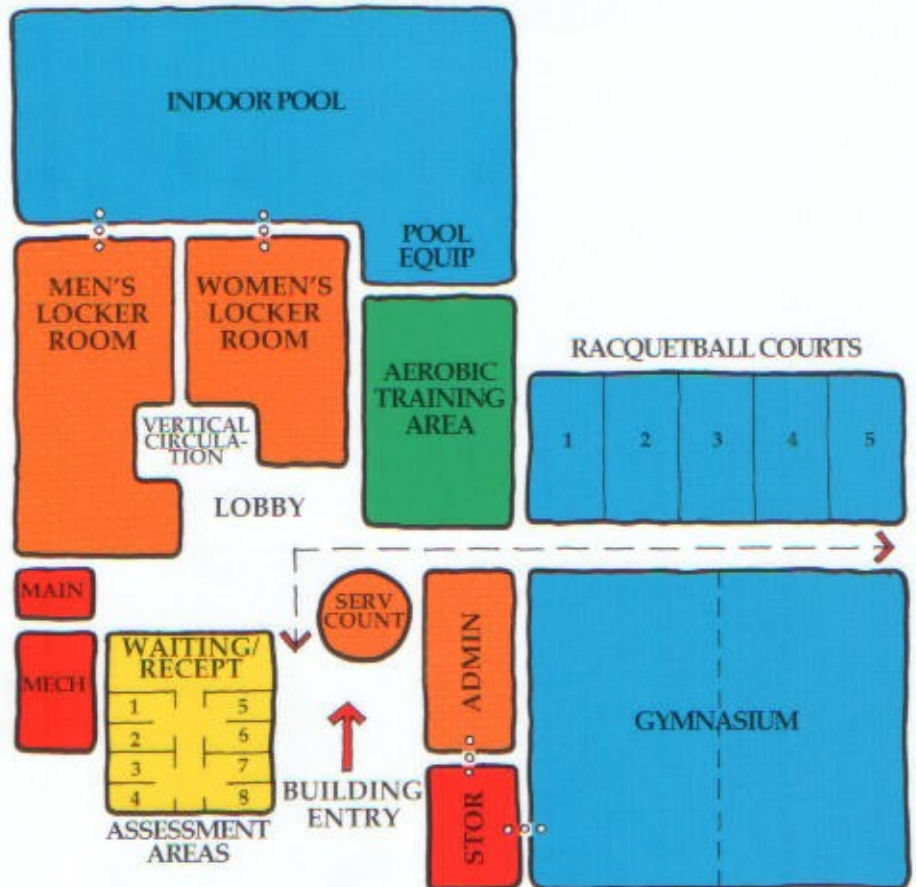 INDOOR POOL
POOL
EQUIP
MEN'S
LOCKER
ROOM
WOMEN'S
LOCKER
ROOM
AEROBIC
TRAINING
AREA
RACQUETBALL COURTS
1 2 3 4 5
VERTICAL
CIRCULA-
TION
LOBBY
MAIN
SERV
COUNT
ADMIN
GYMNASIUM
MECH
WAITING/
RECEPT
1 5
2 6
3 7
4 8
ASSESSMENT
AREAS
BUILDING
ENTRY
STOR